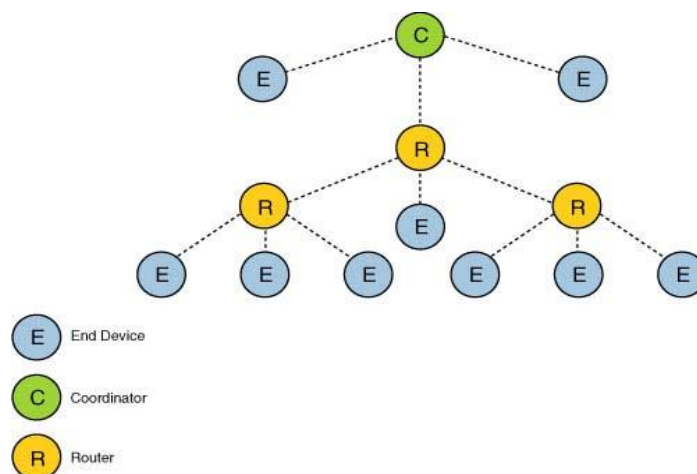 C
E E
R
R R
E
E E E E E E
E End Device
C Coordinator
R Router